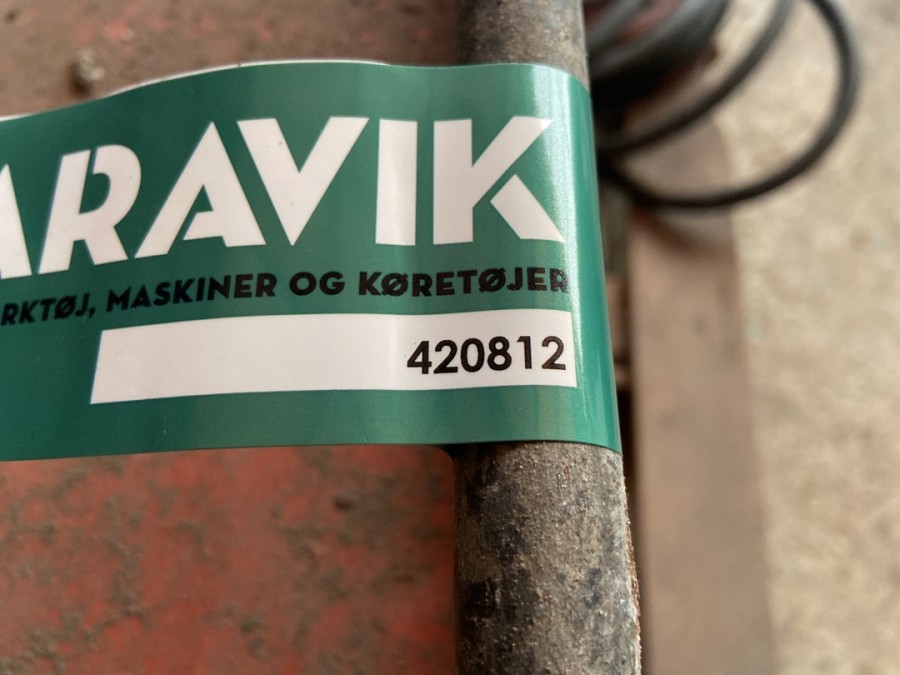 ARAVIK
RKTØJ, MASKINER OG KØRETØJER
420812